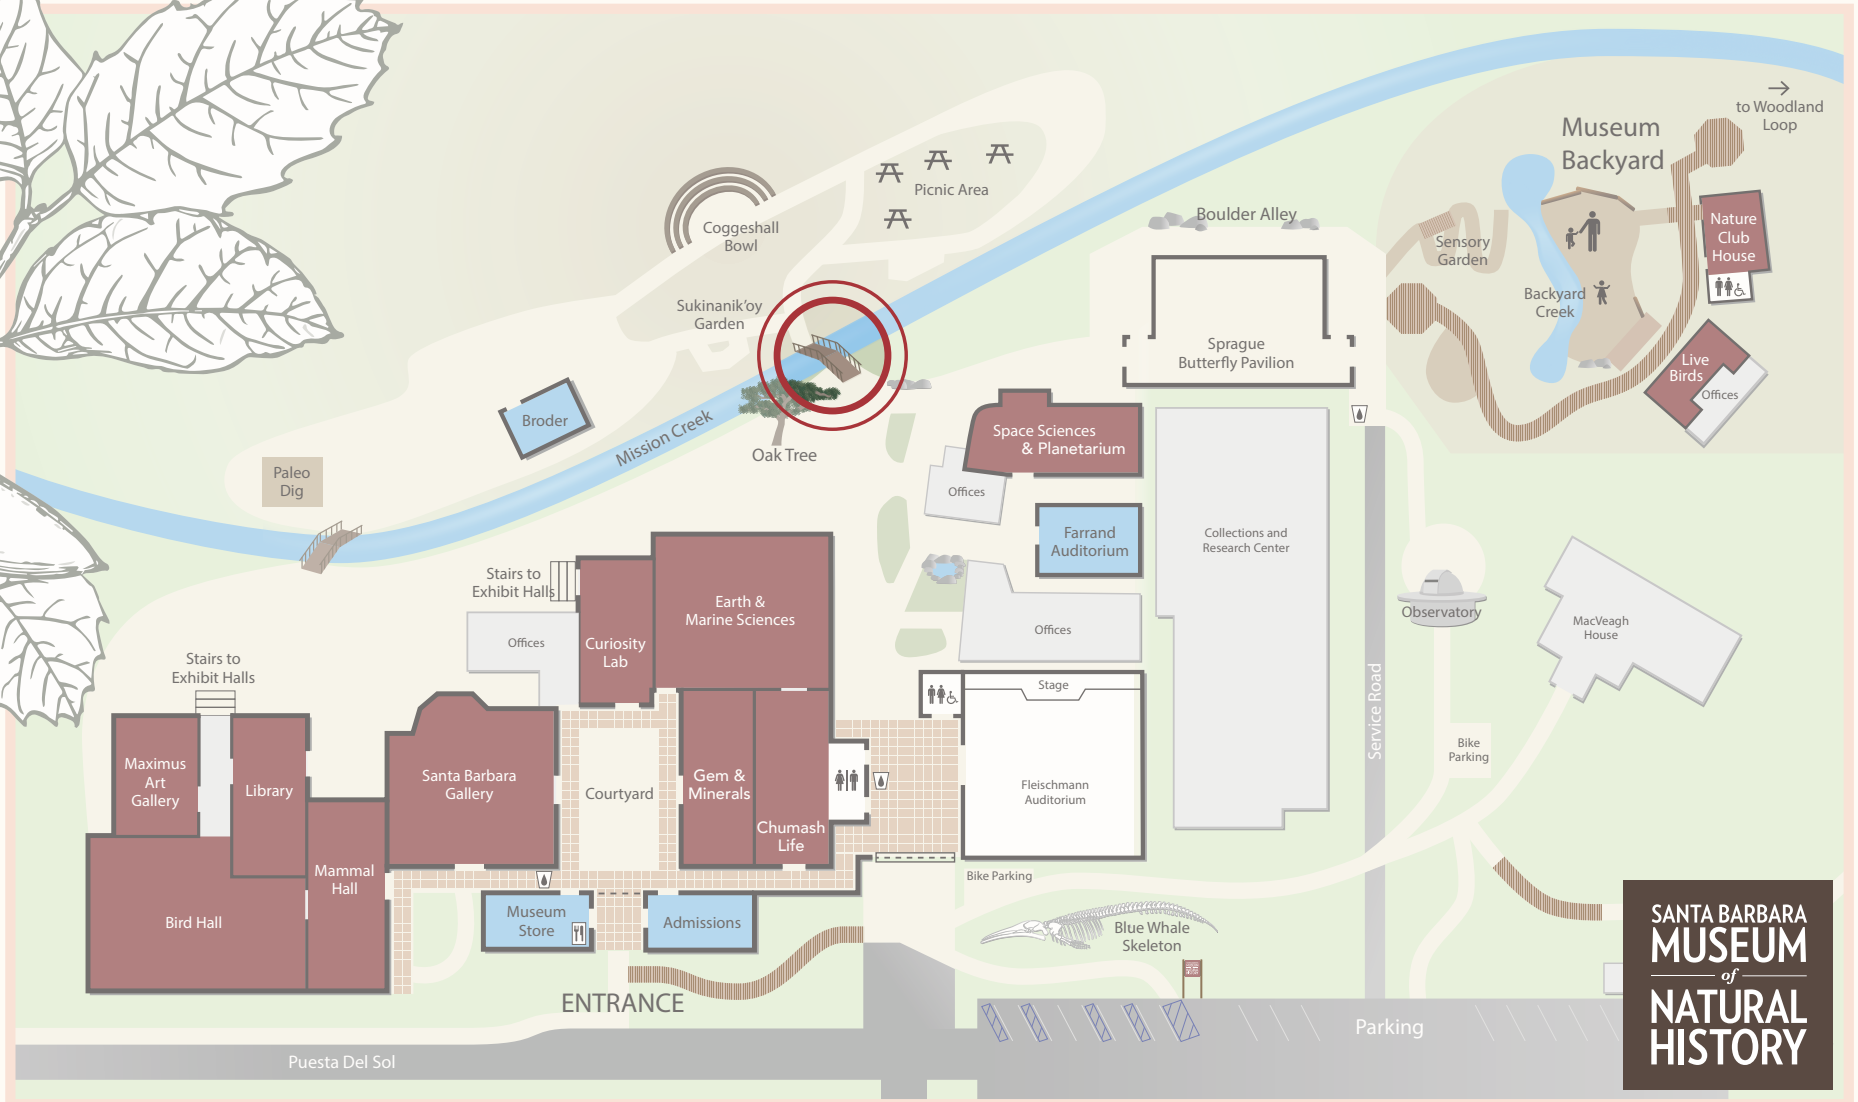 to Woodland
Loop
Museum
Backyard
Picnic Area
Coggeshall
Bowl
Boulder Alley
Sensory
Garden
Nature
Club
House
Backyard
Creek
Sukinanik'oy
Garden
Sprague
Butterfly Pavilion
Live
Birds
Offices
Broder
Mission Creek
Oak Tree
Space Sciences
& Planetarium
Paleo
Dig
Offices
Farrand
Auditorium
Collections and
Research Center
Stairs to
Exhibit Halls
Earth &
Marine Sciences
Observatory
MacVeagh
House
Offices
Curiosity
Lab
Offices
Stairs to
Exhibit Halls
Stage
Service Road
Bike
Parking
Maximus
Art
Gallery
Library
Santa Barbara
Gallery
Courtyard
Gem &
Minerals
Chumash
Life
Fleischmann
Auditorium
Mammal
Hall
Bike Parking
Bird Hall
Museum
Store
Admissions
Blue Whale
Skeleton
ENTRANCE
Parking
Puesta Del Sol
SANTA BARBARA
MUSEUM
of
NATURAL
HISTORY